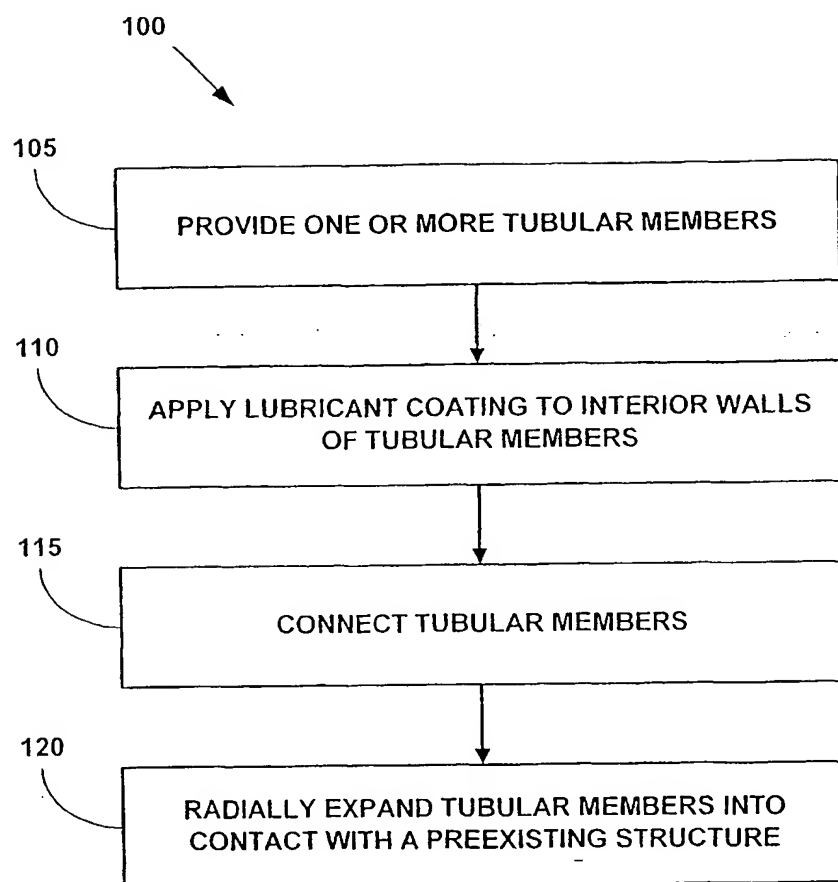 100
105
PROVIDE ONE OR MORE TUBULAR MEMBERS
110
APPLY LUBRICANT COATING TO INTERIOR WALLS
OF TUBULAR MEMBERS
115
CONNECT TUBULAR MEMBERS
120
RADIALLY EXPAND TUBULAR MEMBERS INTO
CONTACT WITH A PREEXISTING STRUCTURE